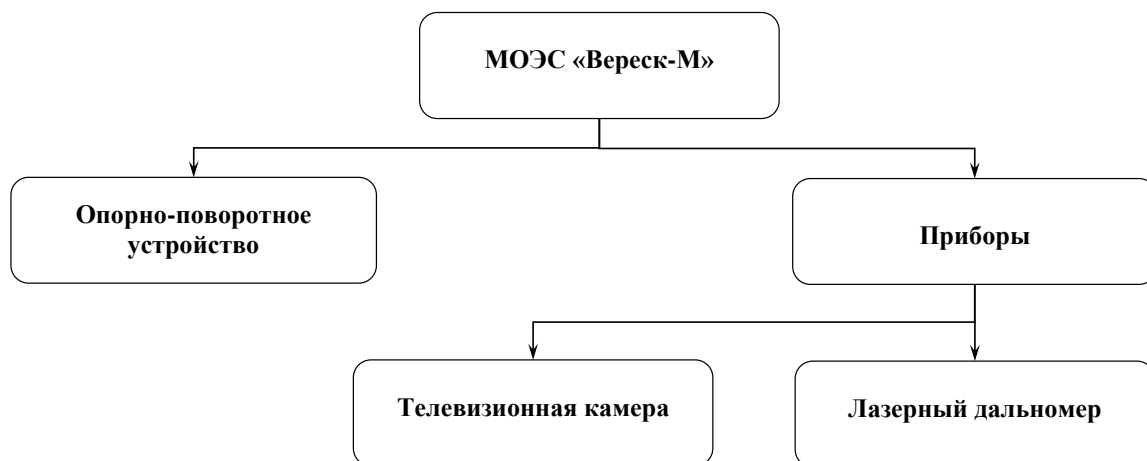 МОЭС «Вереск-М»
Опорно-поворотное
устройство
Приборы
Телевизионная камера
Лазерный дальномер